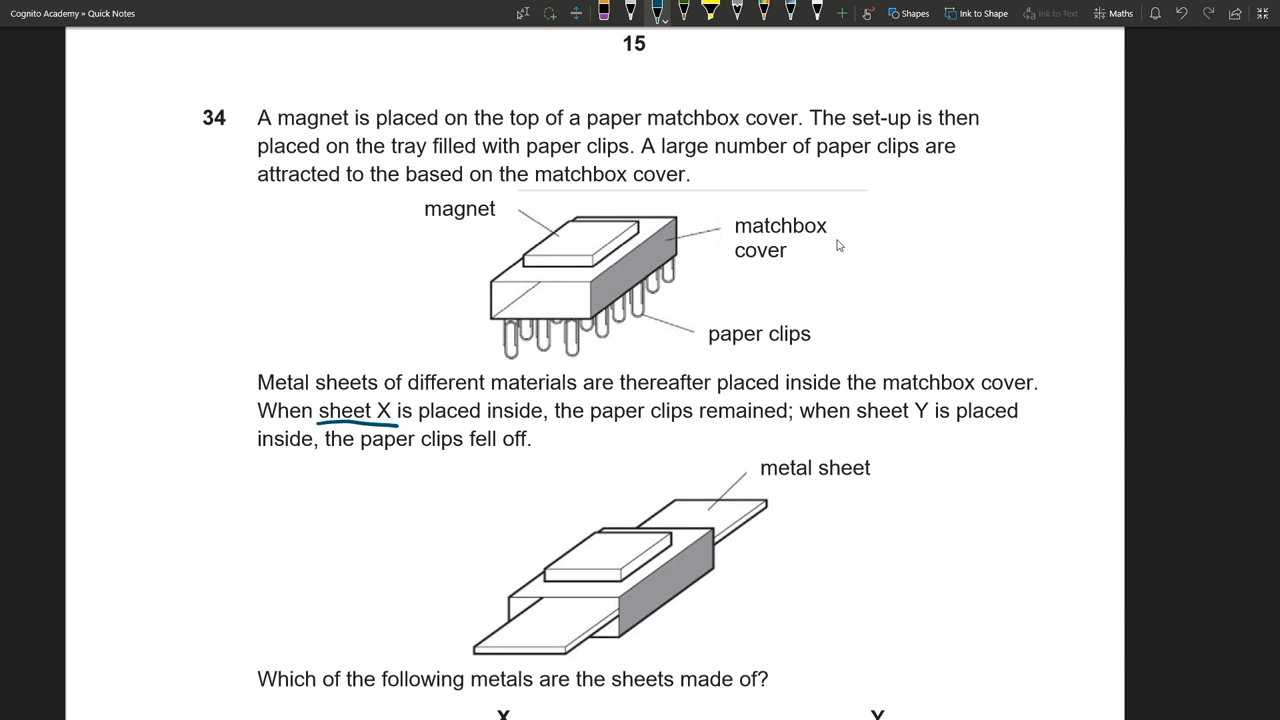 Cognito Academy » Quick Notes
Shapes
Ink to Shape
Ink to Text
Maths
15
34 A magnet is placed on the top of a paper matchbox cover. The set-up is then
placed on the tray filled with paper clips. A large number of paper clips are
attracted to the based on the matchbox cover.
magnet
matchbox
cover
paper clips
Metal sheets of different materials are thereafter placed inside the matchbox cover.
When sheet X is placed inside, the paper clips remained; when sheet Y is placed
inside, the paper clips fell off.
metal sheet
Which of the following metals are the sheets made of?
X Y